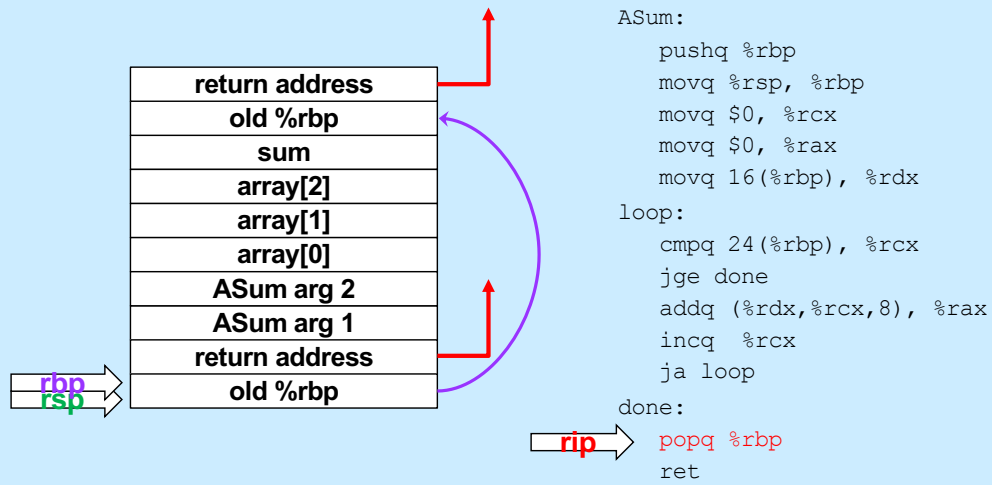 return address
old %rbp
sum
array[2]
array[1]
array[0]
ASum arg 2
ASum arg 1
return address
old %rbp
rbp
rsp
ASum:
pushq %rbp
movq %rsp, %rbp
movq $0, %rcx
movq $0, %rax
movq 16(%rbp), %rdx
loop:
cmpq 24(%rbp), %rcx
jge done
addq (%rdx,%rcx,8), %rax
incq  %rcx
ja loop
done:
rip
popq %rbp
ret